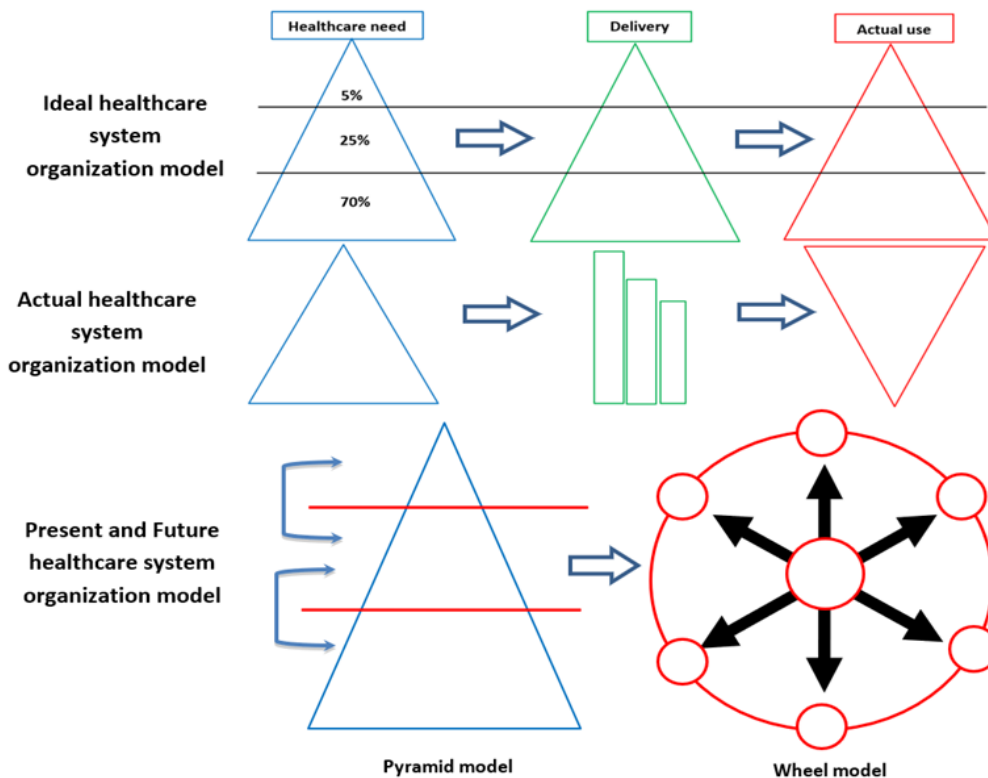 Healthcare need
Delivery
Actual use
Ideal healthcare
system
organization model
5%
25%
70%
Actual healthcare
system
organization model
Present and Future
healthcare system
organization model
Pyramid model
Wheel model